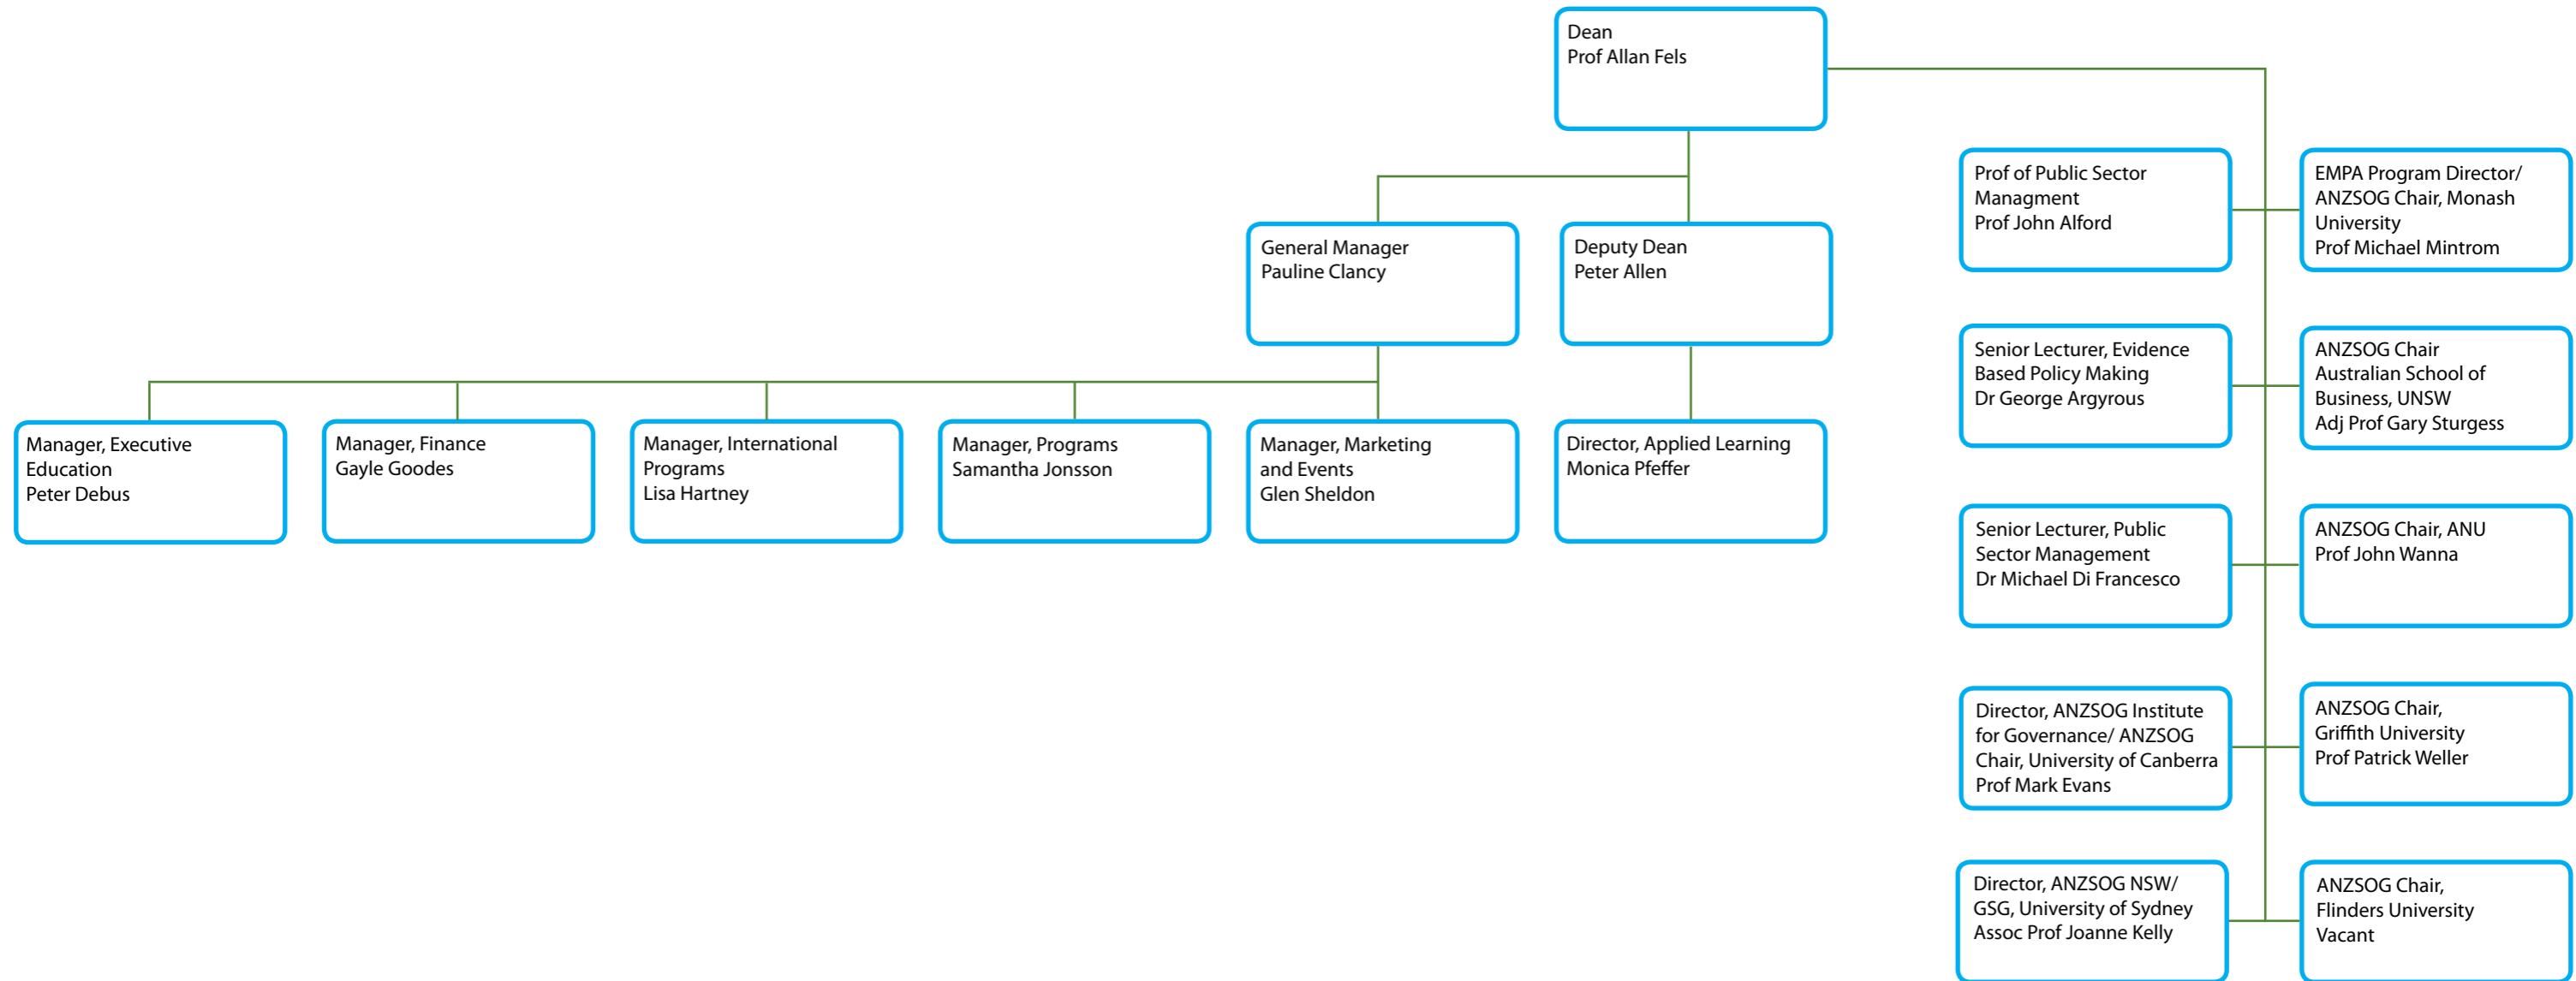 Dean
Prof Allan Fels
General Manager
Pauline Clancy
Deputy Dean
Peter Allen
Manager, Executive
Education
Peter Debus
Manager, Finance
Gayle Goodes
Manager, International
Programs
Lisa Hartney
Manager, Programs
Samantha Jonsson
Manager, Marketing
and Events
Glen Sheldon
Director, Applied Learning
Monica Pfeffer
Prof of Public Sector
Managment
Prof John Alford
EMPA Program Director/
ANZSOG Chair, Monash
University
Prof Michael Mintrom
Senior Lecturer, Evidence
Based Policy Making
Dr George Argyrous
ANZSOG Chair
Australian School of
Business, UNSW
Adj Prof Gary Sturgess
Senior Lecturer, Public
Sector Management
Dr Michael Di Francesco
ANZSOG Chair, ANU
Prof John Wanna
Director, ANZSOG Institute
for Governance/ ANZSOG
Chair, University of Canberra
Prof Mark Evans
ANZSOG Chair,
Griffith University
Prof Patrick Weller
Director, ANZSOG NSW/
GSG, University of Sydney
Assoc Prof Joanne Kelly
ANZSOG Chair,
Flinders University
Vacant